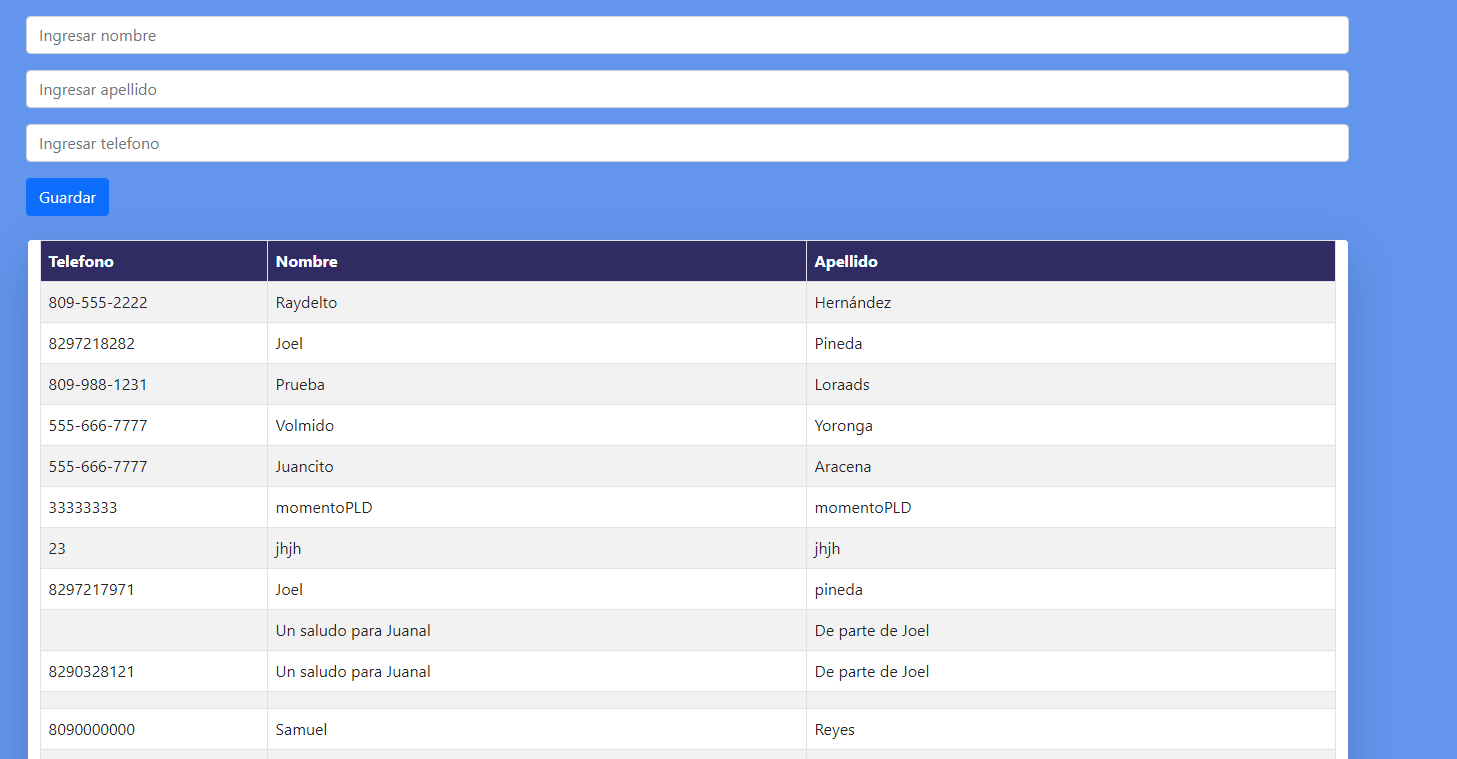 Ingresar nombre
Ingresar apellido
Ingresar telefono
Guardar
Telefono Nombre Apellido
809-555-2222 Raydelto Hernández
8297218282 Joel Pineda
809-988-1231 Prueba Loraads
555-666-7777 Volmido Yoronga
555-666-7777 Juancito Aracena
33333333 momentoPLD momentoPLD
23 jhjh jhjh
8297217971 Joel pineda
Un saludo para Juanal De parte de Joel
8290328121 Un saludo para Juanal De parte de Joel
8090000000 Samuel Reyes